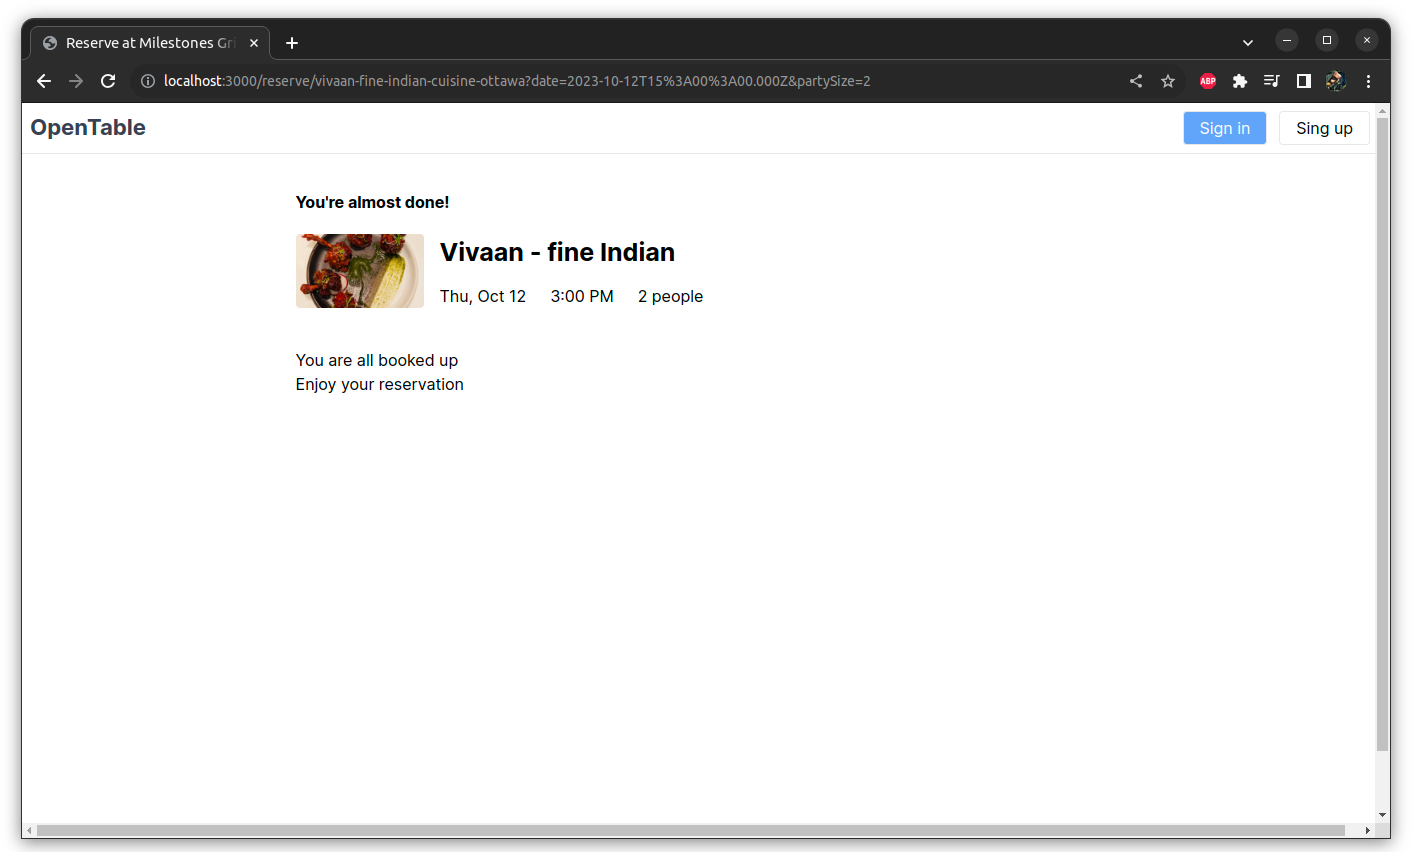 Reserve at Milestones Gri
localhost:3000/reserve/vivaan-fine-indian-cuisine-ottawa?date=2023-10-12T15%3A00%3A00.000Z&partySize=2
ABP
OpenTable
Sign in
Sing up
You're almost done!
Vivaan - fine Indian
Thu, Oct 12 3:00 PM 2 people
You are all booked up
Enjoy your reservation